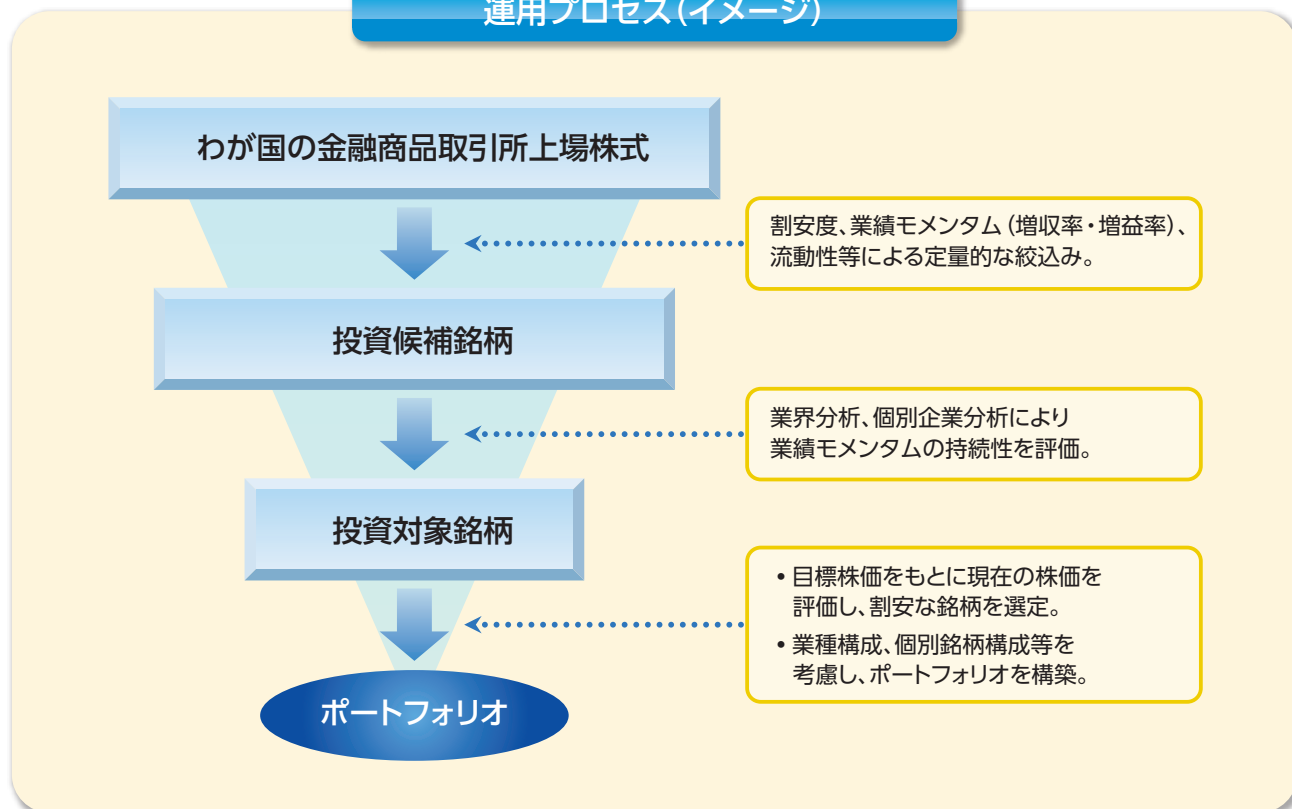 運用プロセス(イメージ)
わが国の金融商品取引所上場株式
割安度、業績モメンタム(増収率・増益率)、
流動性等による定量的な絞込み。
投資候補銘柄
業界分析、個別企業分析により
業績モメンタムの持続性を評価。
投資対象銘柄
•目標株価をもとに現在の株価を
評価し、割安な銘柄を選定。
•業種構成、個別銘柄構成等を
考慮し、ポートフォリオを構築。
ポートフォリオ